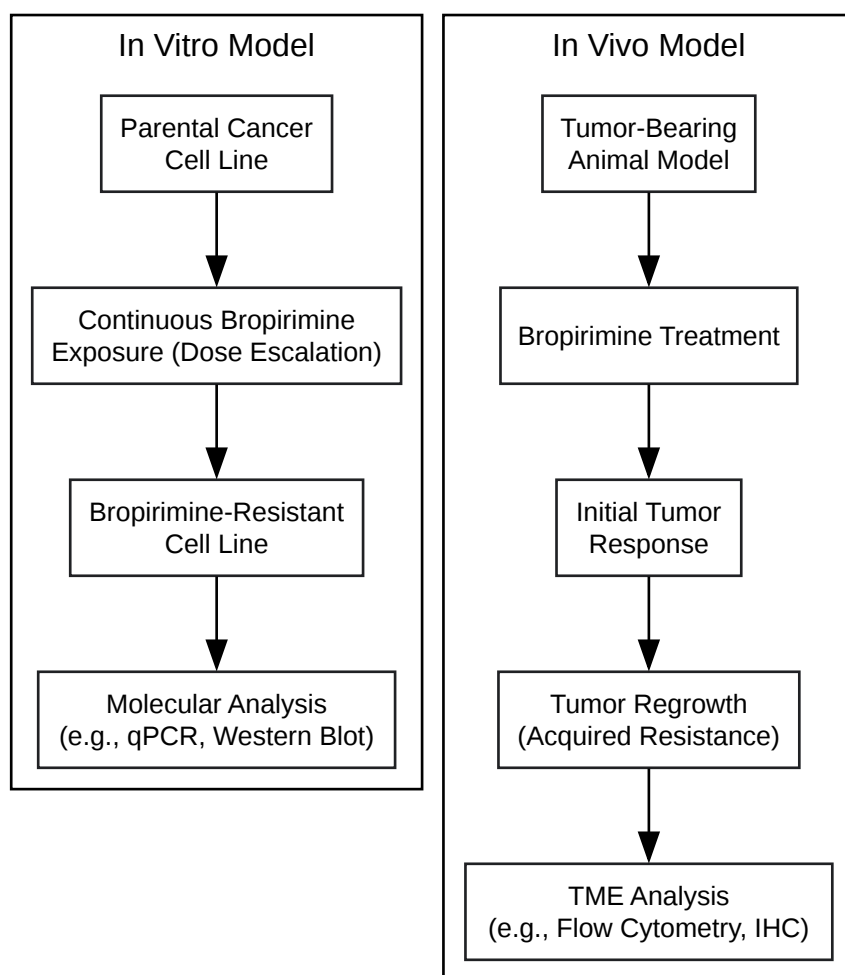 In Vitro Model
Parental Cancer
Cell Line
Continuous Bropirimine
Exposure (Dose Escalation)
Bropirimine-Resistant
Cell Line
Molecular Analysis
(e.g., qPCR, Western Blot)
In Vivo Model
Tumor-Bearing
Animal Model
Bropirimine Treatment
Initial Tumor
Response
Tumor Regrowth
(Acquired Resistance)
TME Analysis
(e.g., Flow Cytometry, IHC)